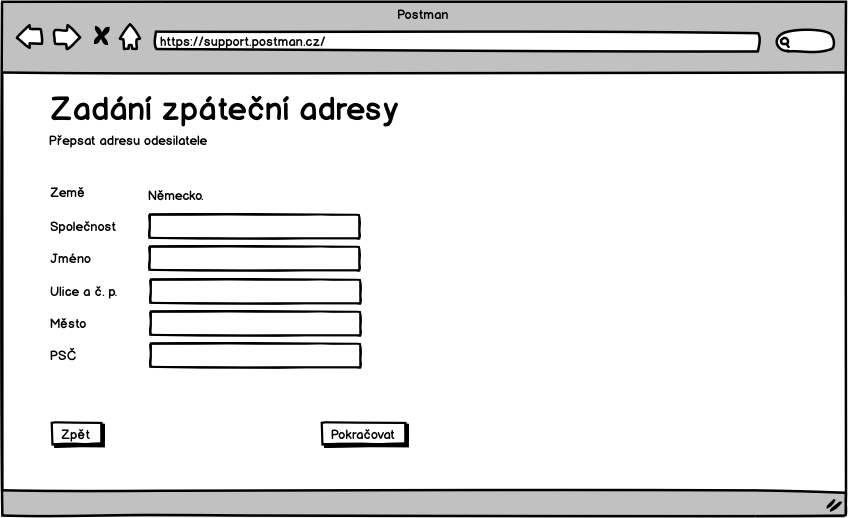 Postman
https://support.postman.cz/
Zadání zpáteční adresy
Přepsat adresu odesilatele
Země
Německo.
Společnost
Jméno
Ulice a č. p.
Město
PSČ
Zpět
Pokračovat